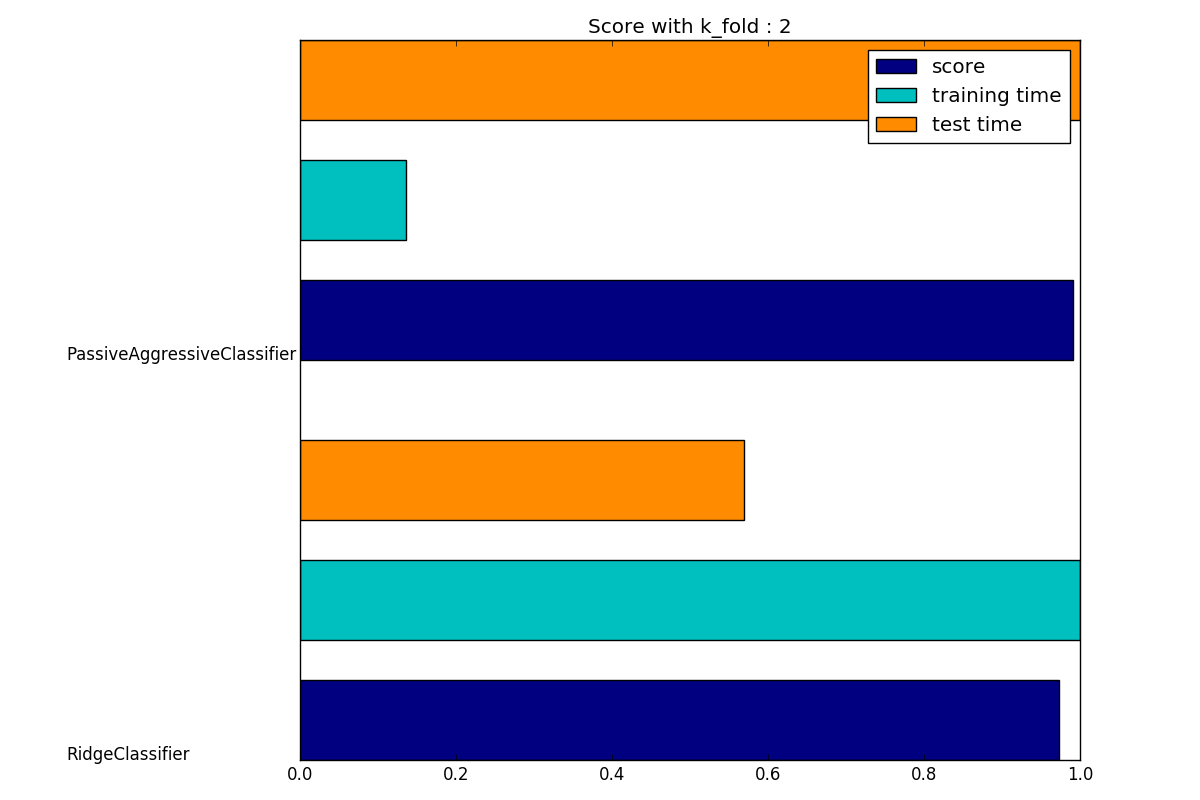 Score with k_fold : 2
score
training time
test time
PassiveAggressiveClassifier
RidgeClassifier
0.0 0.2 0.4 0.6 0.8 1.0